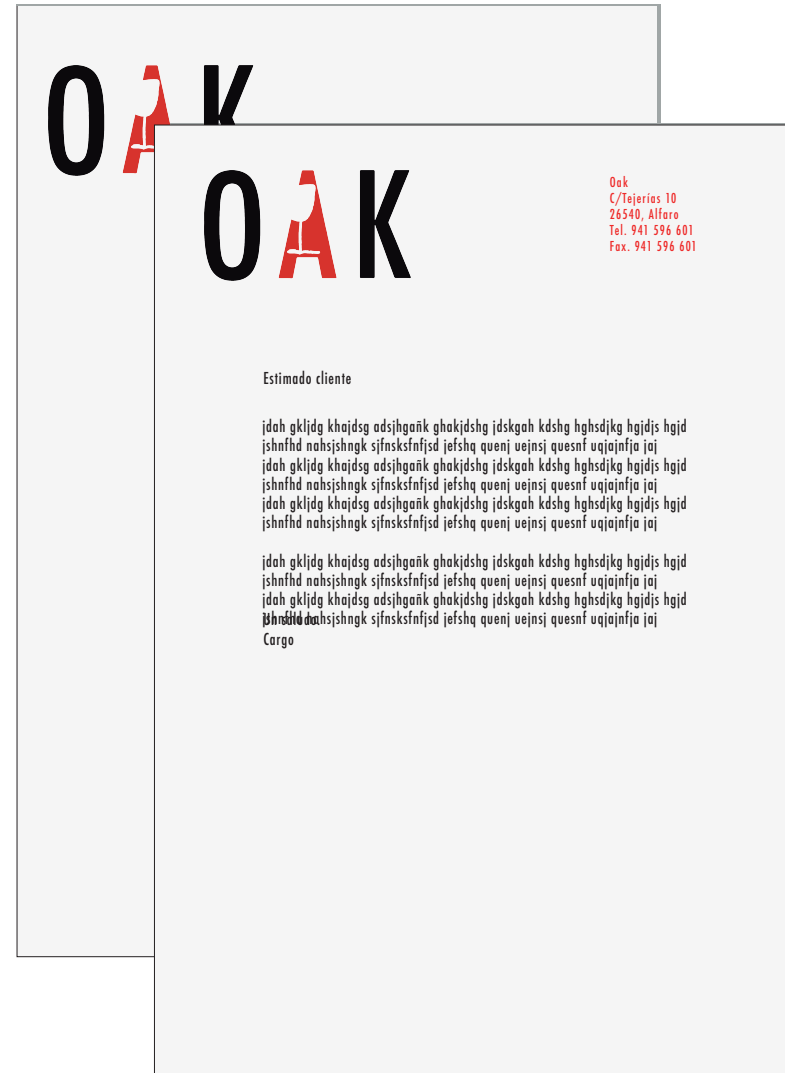 OAK
OAK
Oak
C/Tejerías 10
26540, Alfaro
Tel. 941 596 601
Fax. 941 596 601
Estimado cliente
jdah gkljdg khajdsg adsjhgañk ghakjdshg jdskgah kdshg hghsdjkg hgjdjs hgjd
jshnfhd nahsjshngk sjfnsksfnfjsd jefshq quenj uejnsj quesnf uqjajnfja jaj
jdah gkljdg khajdsg adsjhgañk ghakjdshg jdskgah kdshg hghsdjkg hgjdjs hgjd
jshnfhd nahsjshngk sjfnsksfnfjsd jefshq quenj uejnsj quesnf uqjajnfja jaj
jdah gkljdg khajdsg adsjhgañk ghakjdshg jdskgah kdshg hghsdjkg hgjdjs hgjd
jshnfhd nahsjshngk sjfnsksfnfjsd jefshq quenj uejnsj quesnf uqjajnfja jaj
jdah gkljdg khajdsg adsjhgañk ghakjdshg jdskgah kdshg hghsdjkg hgjdjs hgjd
jshnfhd nahsjshngk sjfnsksfnfjsd jefshq quenj uejnsj quesnf uqjajnfja jaj
jdah gkljdg khajdsg adsjhgañk ghakjdshg jdskgah kdshg hghsdjkg hgjdjs hgjd
jshnfhd nahsjshngk sjfnsksfnfjsd jefshq quenj uejnsj quesnf uqjajnfja jaj
Un saludo.
Cargo